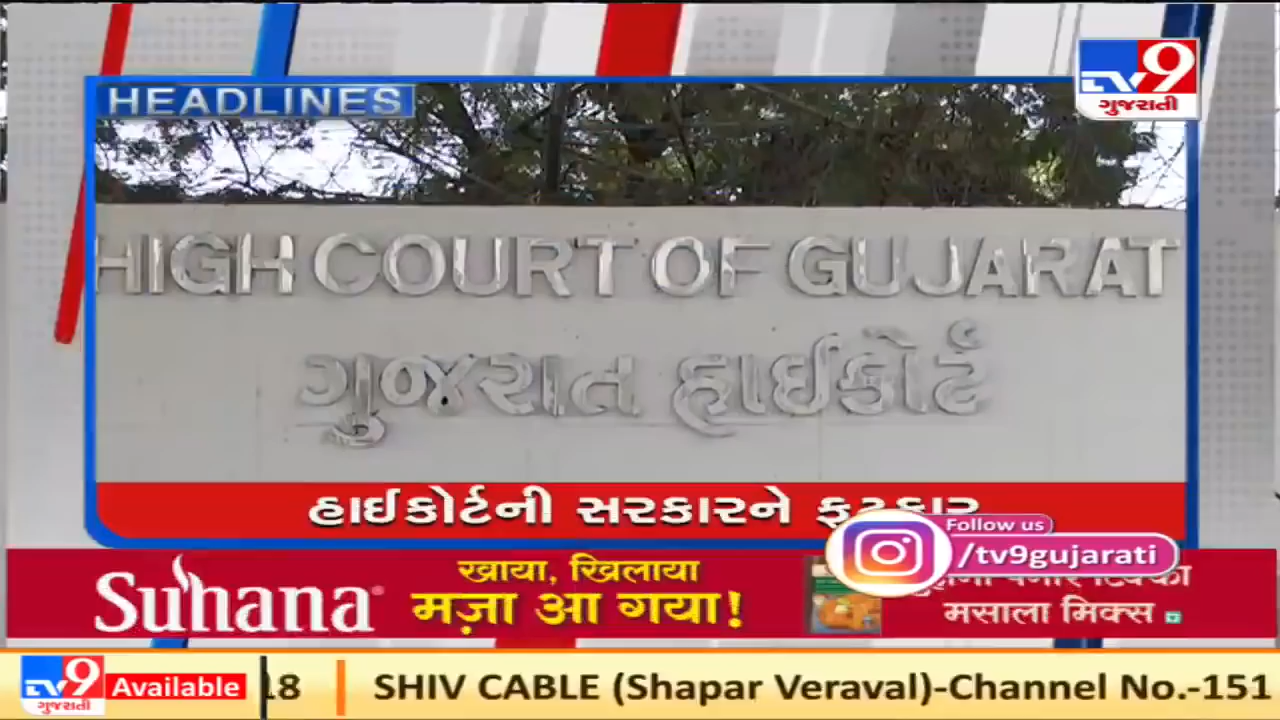 HEADLINES
TV9
ગુજરાતી
HIGH COURT OF GUJARAT
ગુજરાત હાઈકોર્ટ
હાઈકોર્ટની સરકારને ફટકાર
Follow us
/tv9gujarati
Suhana
खाया, खिलाया
मज़ा आ गया!
मसाला मिक्स
TV9
ગુજરાતી
Available
18
SHIV CABLE (Shapar Veraval)-Channel No.-151